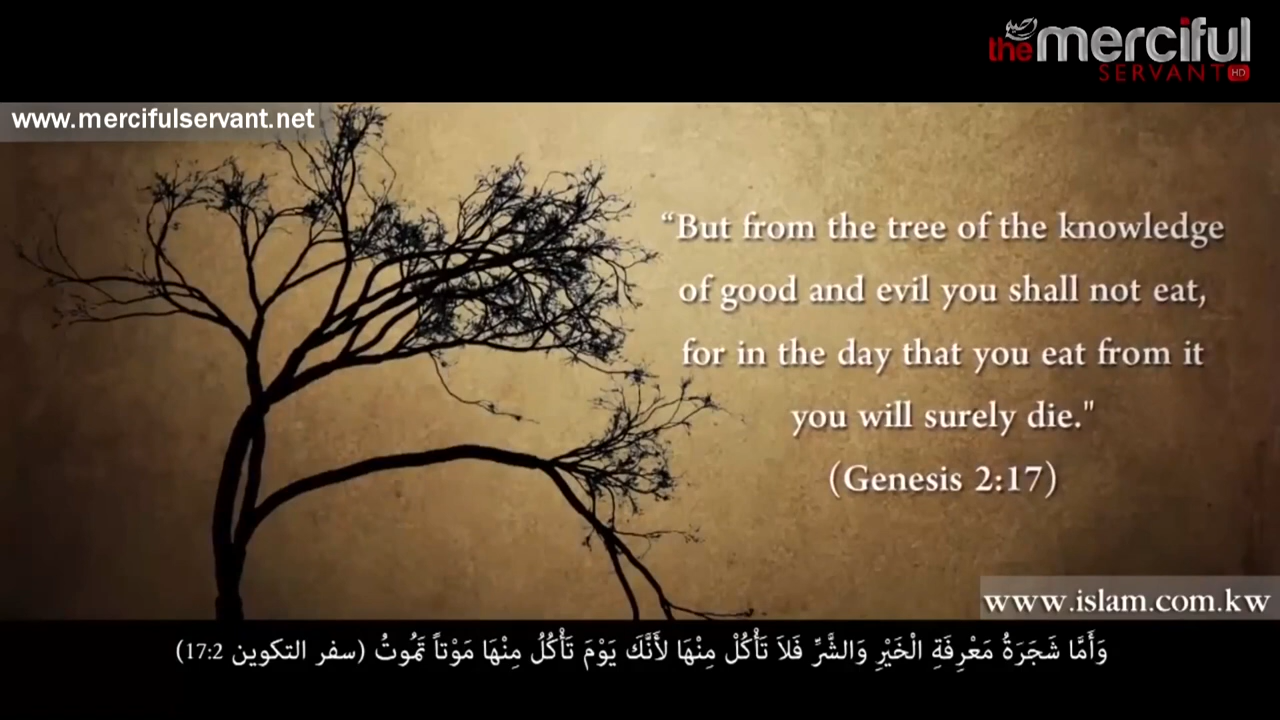 the merciful
SERVANT HD
www.mercifulservant.net
“But from the tree of the knowledge
of good and evil you shall not eat,
for in the day that you eat from it
you will surely die."
(Genesis 2:17)
www.islam.com.kw
وَأَمَّا شَجَرَةُ مَعْرِفَةِ الْخَيْرِ وَالشَّرِّ فَلاَ تَأْكُلْ مِنْهَا لأَنَّكَ يَوْمَ تَأْكُلُ مِنْهَا مَوْتاً تَمُوتُ (سفر التكوين 17:2)